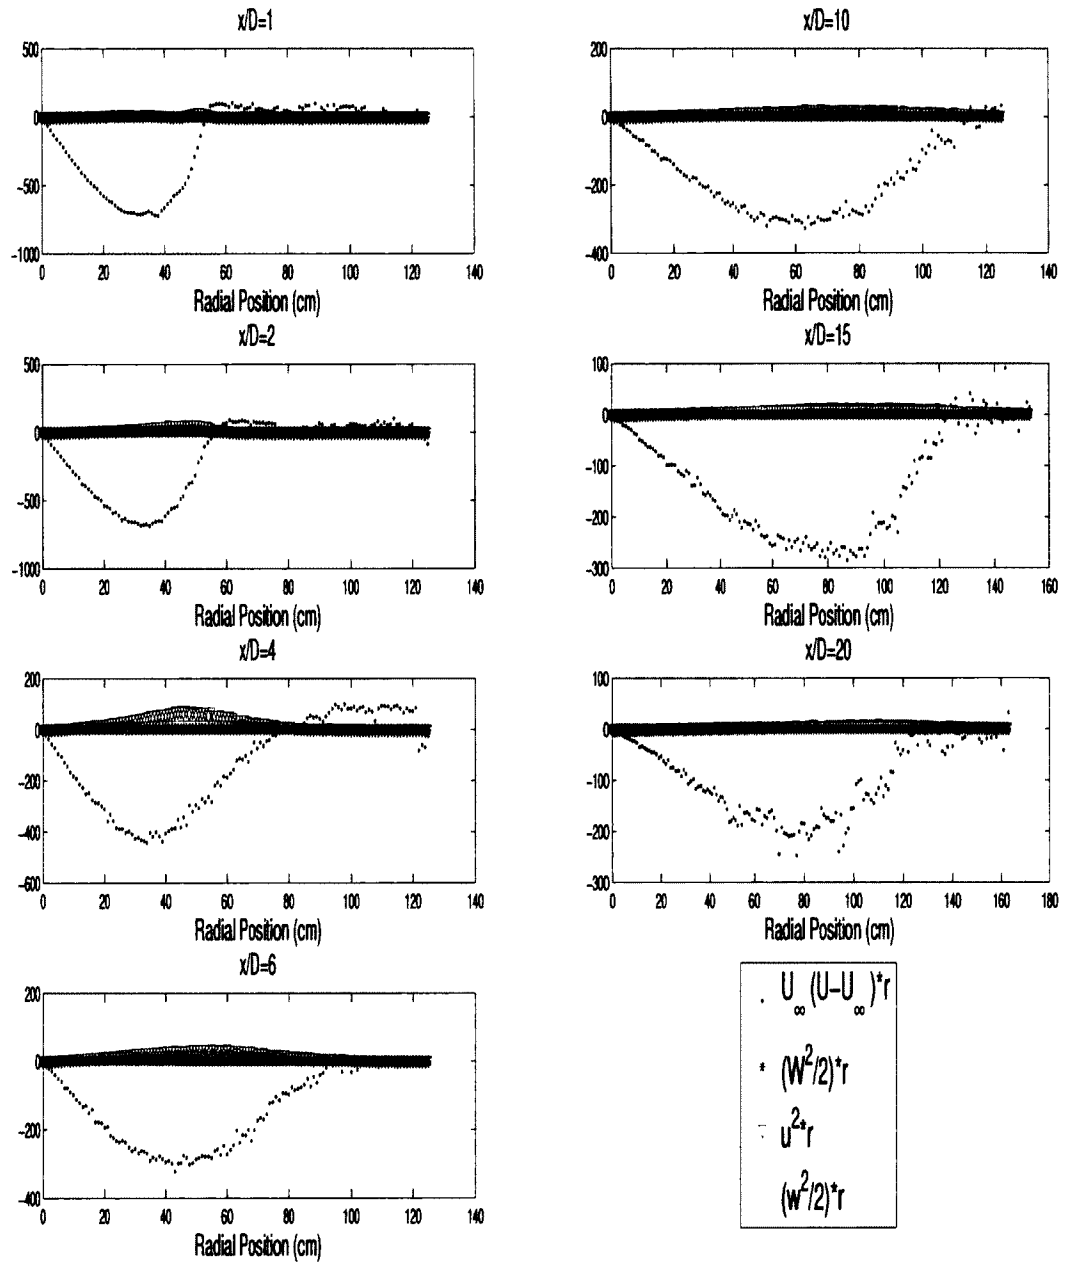 x/D=1
500
0
−500
−1000
0 20 40 60 80 100 120 140
Radial Position (cm)
x/D=2
500
0
−500
−1000
0 20 40 60 80 100 120 140
Radial Position (cm)
x/D=4
200
0
−200
−400
−600
0 20 40 60 80 100 120 140
Radial Position (cm)
x/D=6
200
0
−200
−400
0 20 40 60 80 100 120 140
Radial Position (cm)
x/D=10
200
0
−200
−400
0 20 40 60 80 100 120 140
Radial Position (cm)
x/D=15
100
0
−100
−200
−300
0 20 40 60 80 100 120 140 160
Radial Position (cm)
x/D=20
100
0
−100
−200
−300
0 20 40 60 80 100 120 140 160 180
Radial Position (cm)
. U∞(U−U∞)*r
* (W²/2)*r
u²*r
(w²/2)*r